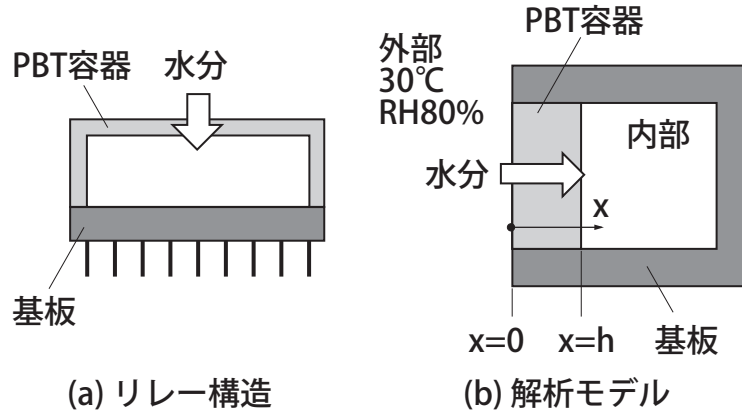 PBT容器 水分
基板
(a) リレー構造
PBT容器
外部
30℃
RH80%
内部
水分
x
x=0 x=h 基板
(b) 解析モデル